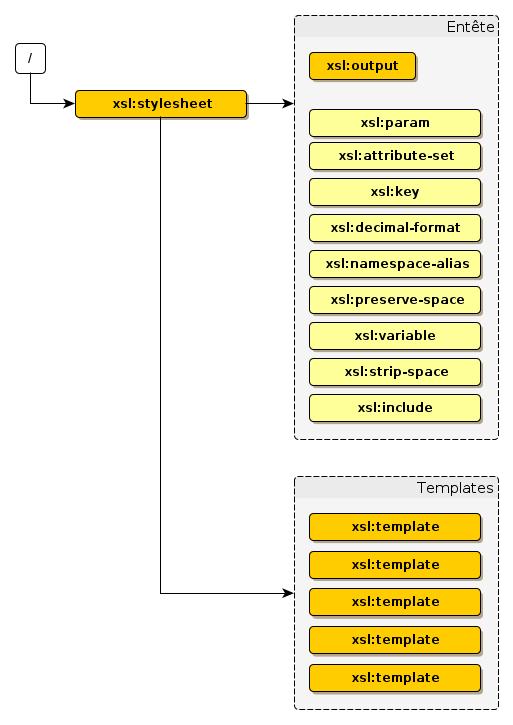 Entête
/
xsl:output
xsl:stylesheet
xsl:param
xsl:attribute-set
xsl:key
xsl:decimal-format
xsl:namespace-alias
xsl:preserve-space
xsl:variable
xsl:strip-space
xsl:include
Templates
xsl:template
xsl:template
xsl:template
xsl:template
xsl:template